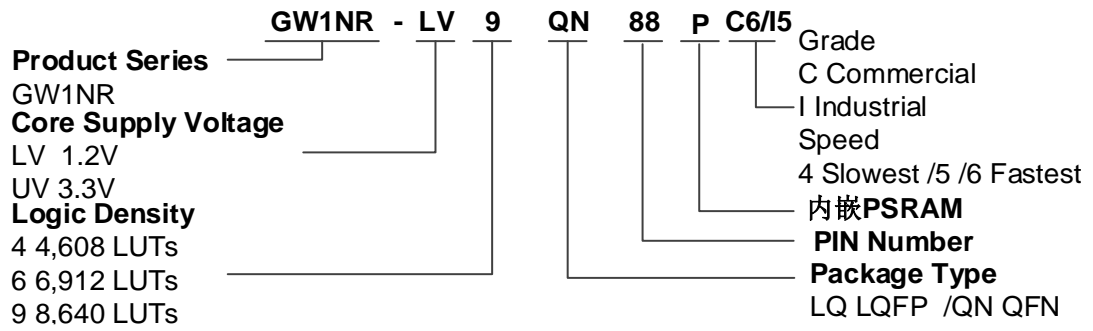 GW1NR - LV 9 QN 88 P C6/I5
Product Series
GW1NR
Core Supply Voltage
LV 1.2V
UV 3.3V
Logic Density
4 4,608 LUTs
6 6,912 LUTs
9 8,640 LUTs
Grade
C Commercial
I Industrial
Speed
4 Slowest /5 /6 Fastest
内嵌PSRAM
PIN Number
Package Type
LQ LQFP /QN QFN